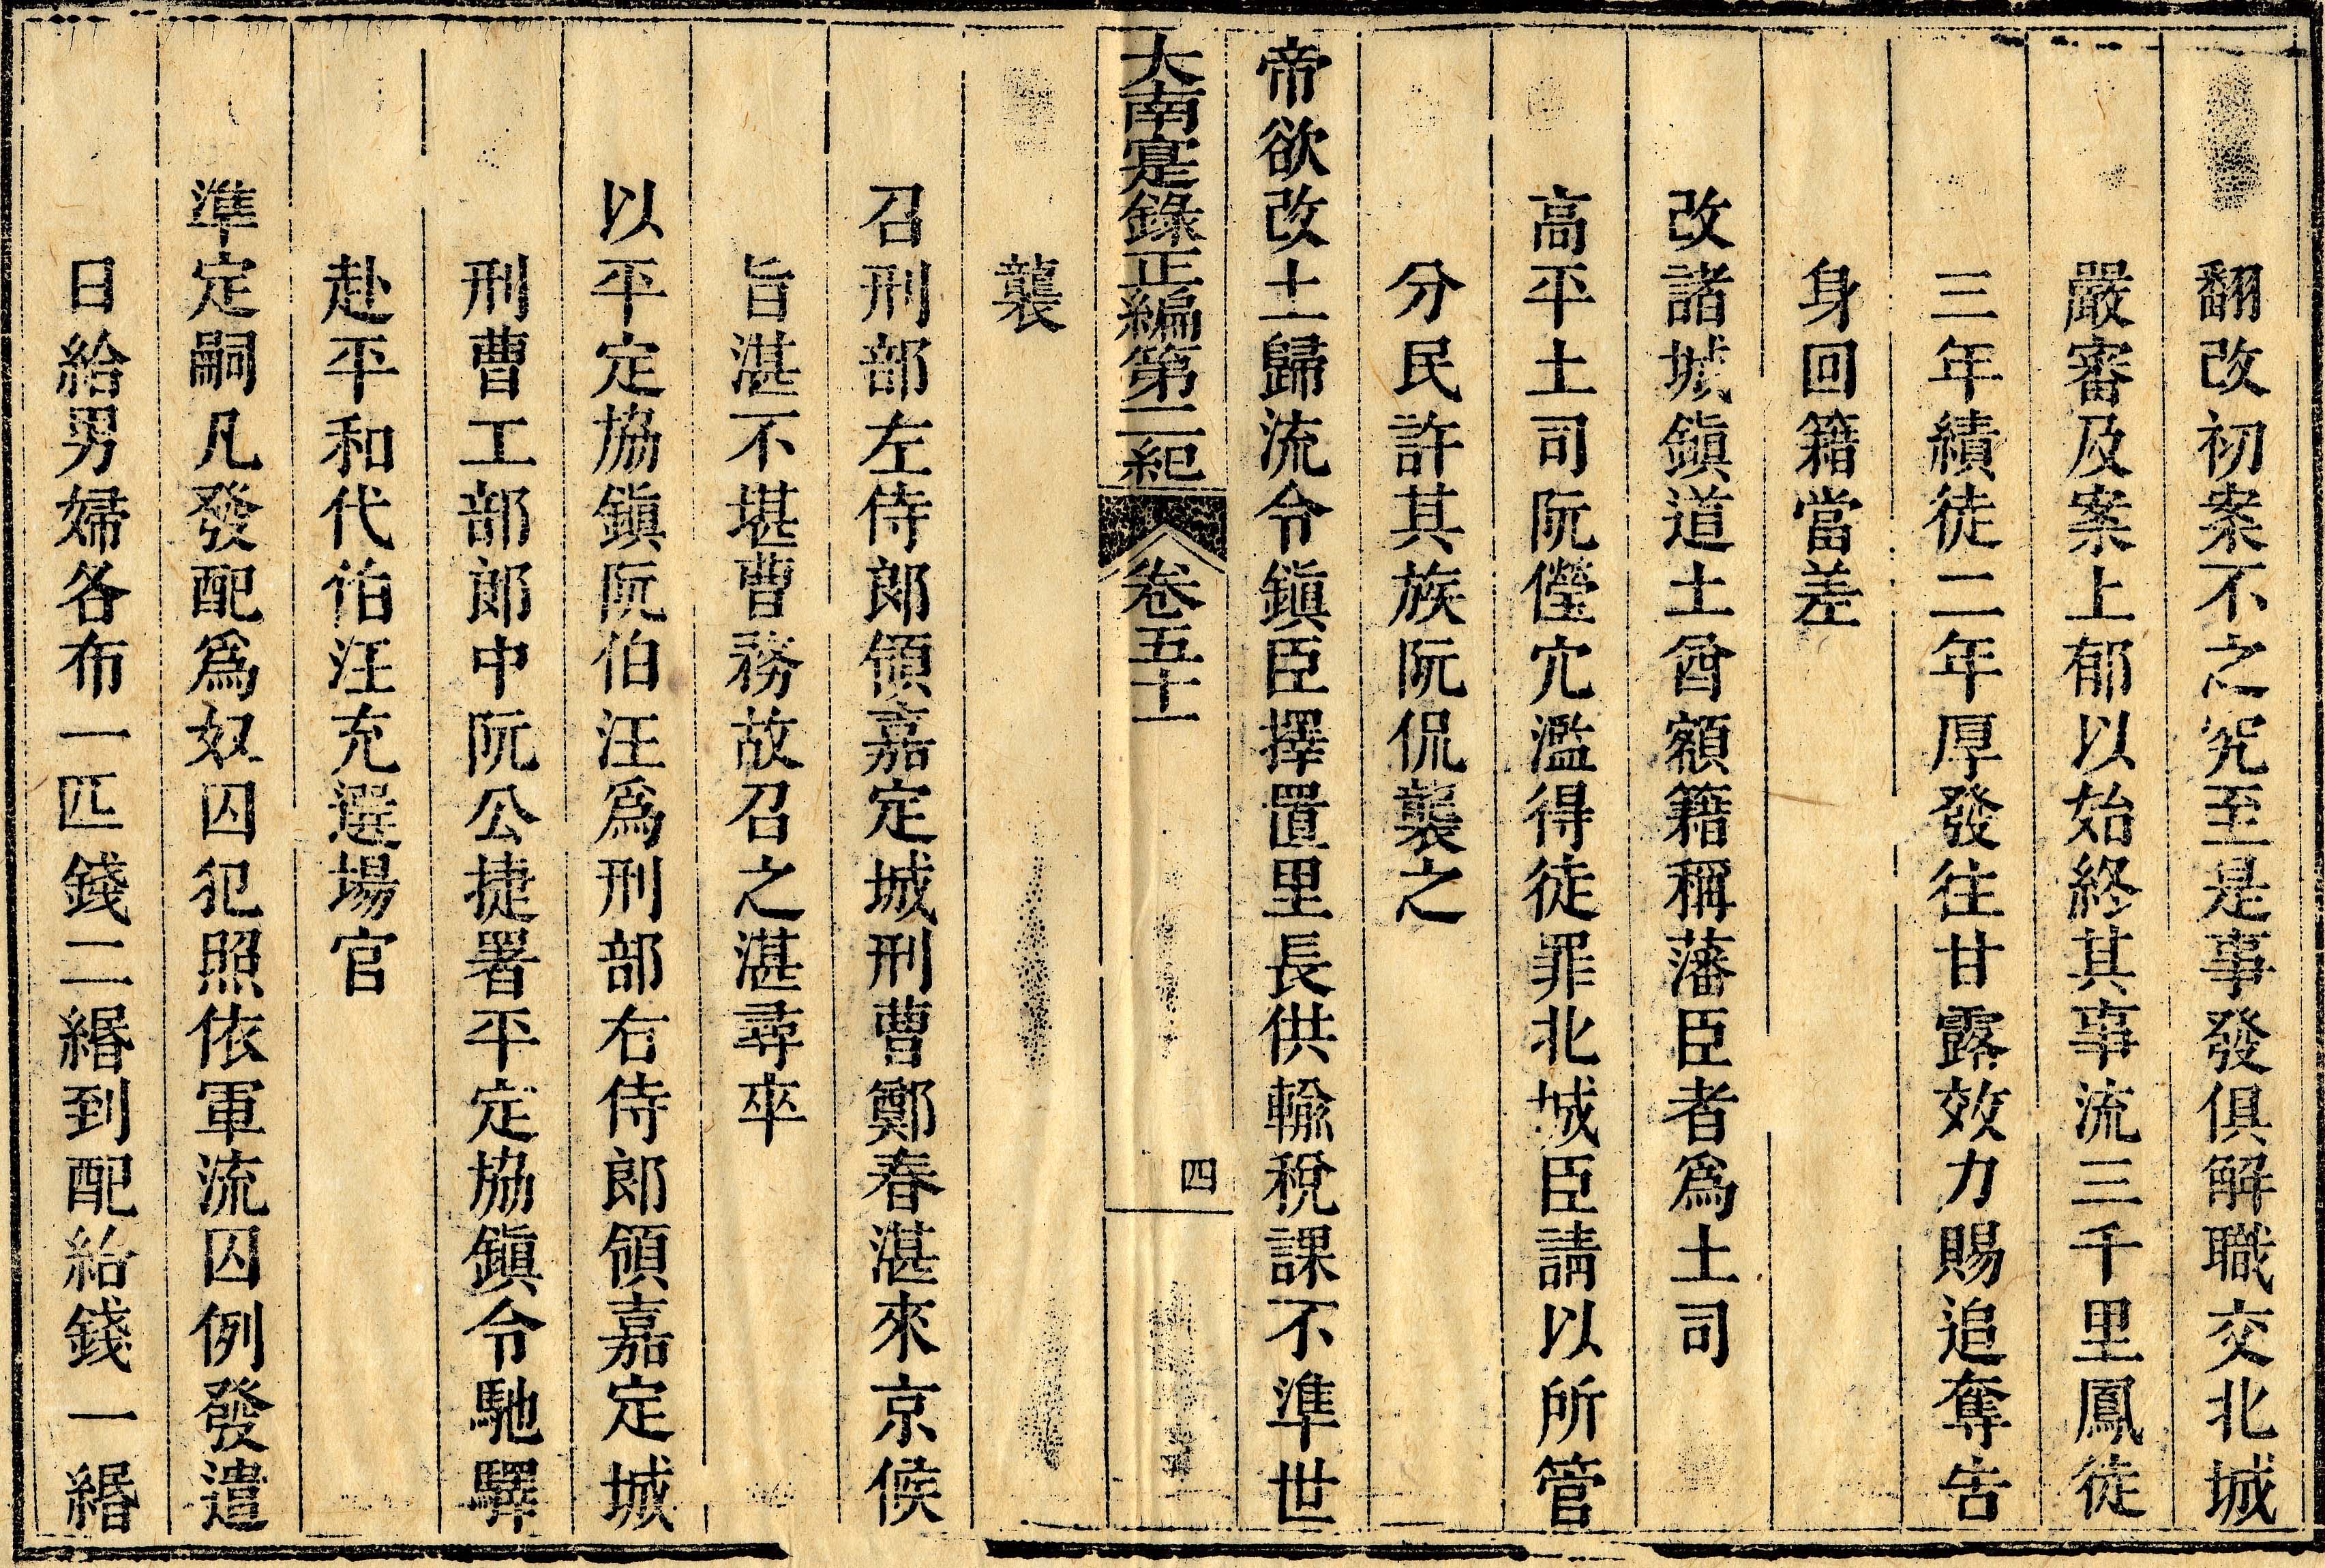 翻改初案不之究至是事發俱解職交北城
嚴審及案上郁以始終其事流三千里鳳徒
三年績徒二年厚發往甘露效力賜追奪告
身回籍當差
改諸城鎭道土酋額籍稱藩臣者爲土司
高平土司阮僅宂濫得徒罪北城臣請以所管
分民許其族阮侃襲之
帝欲改土歸流令鎭臣擇置里長供輸稅課不準世
大南寔錄正編第二紀 卷五十一 四
襲
召刑部左侍郎領嘉定城刑曹鄭春湛來京候
旨湛不堪曹務故召之湛尋卒
以平定協鎭阮伯汪爲刑部右侍郎領嘉定城
刑曹工部郎中阮公捷署平定協鎭令馳驛
赴平和代伯汪充選場官
準定嗣凡發配爲奴囚犯照依軍流囚例發遣
日給男婦各布一匹錢二緡到配給錢一緡